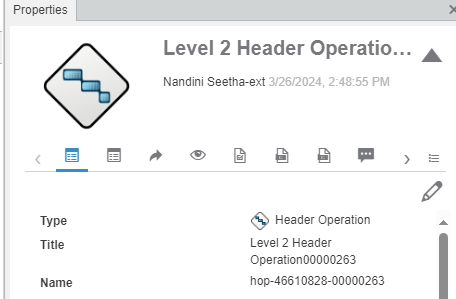 Properties
Level 2 Header Operatio...
Nandini Seetha-ext 3/26/2024, 2:48:55 PM
Type Header Operation
Title Level 2 Header
Operation00000263
Name hop-46610828-00000263